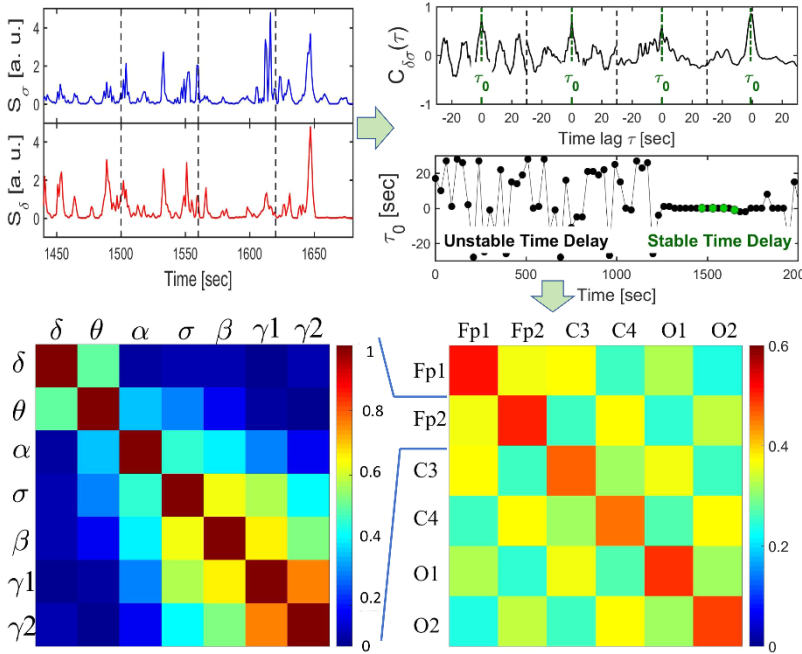 S_σ [a. u.]
4
2
0
S_δ [a. u.]
4
2
0
1450 1500 1550 1600 1650
Time [sec]
C_δσ(τ)
1
0
-1
τ₀ τ₀ τ₀ τ₀
-20 0 20 -20 0 20 -20 0 20 -20 0 20
Time lag τ [sec]
τ₀ [sec]
20
0
-20
Unstable Time Delay Stable Time Delay
0 500 1000 1500 200
Time [sec]
δ θ α σ β γ1 γ2
δ
θ
α
σ
β
γ1
γ2
1
0.8
0.6
0.4
0.2
0
Fp1 Fp2 C3 C4 O1 O2
Fp1
Fp2
C3
C4
O1
O2
0.6
0.4
0.2
0